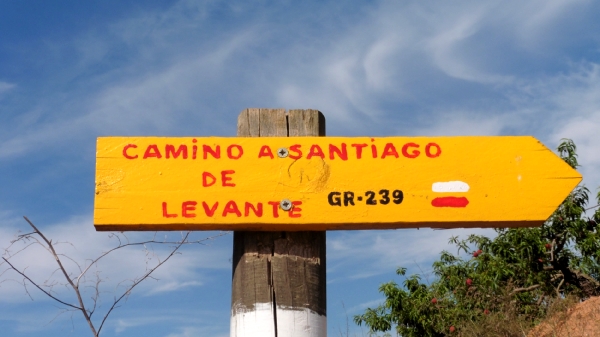 CAMINO A SANTIAGO
DE
LEVANTE GR-239